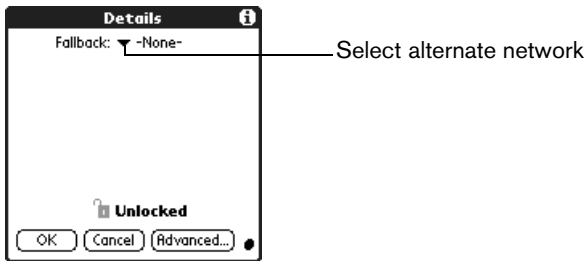 Details
Fallback: -None-
Select alternate network
Unlocked
OK Cancel Advanced...